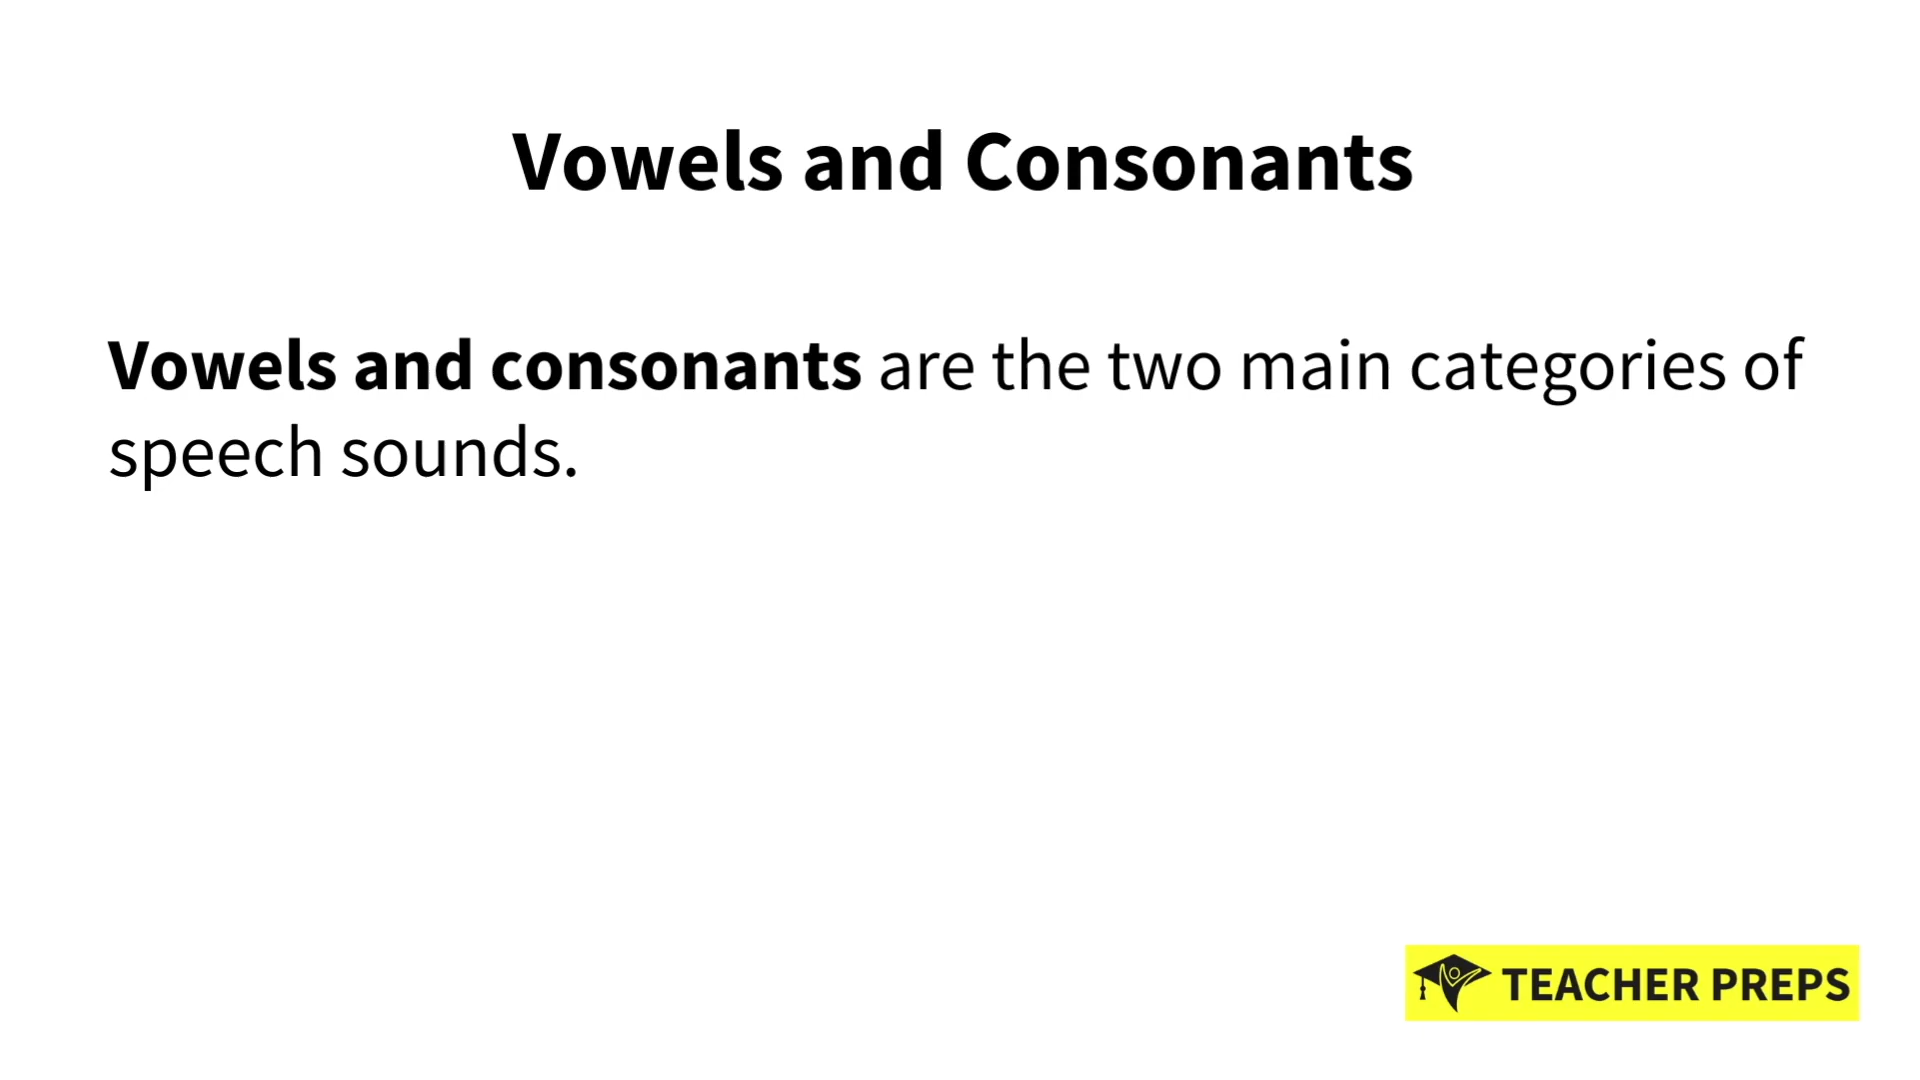 Vowels and Consonants
Vowels and consonants are the two main categories of
speech sounds.
TEACHER PREPS